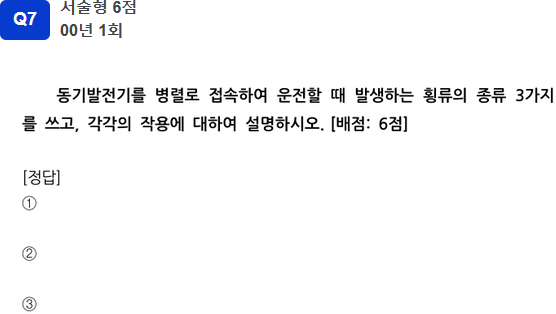 Q7
서술형 6점
00년 1회
동기발전기를 병렬로 접속하여 운전할 때 발생하는 횡류의 종류 3가지
를 쓰고, 각각의 작용에 대하여 설명하시오. [배점: 6점]
[정답]
①
②
③